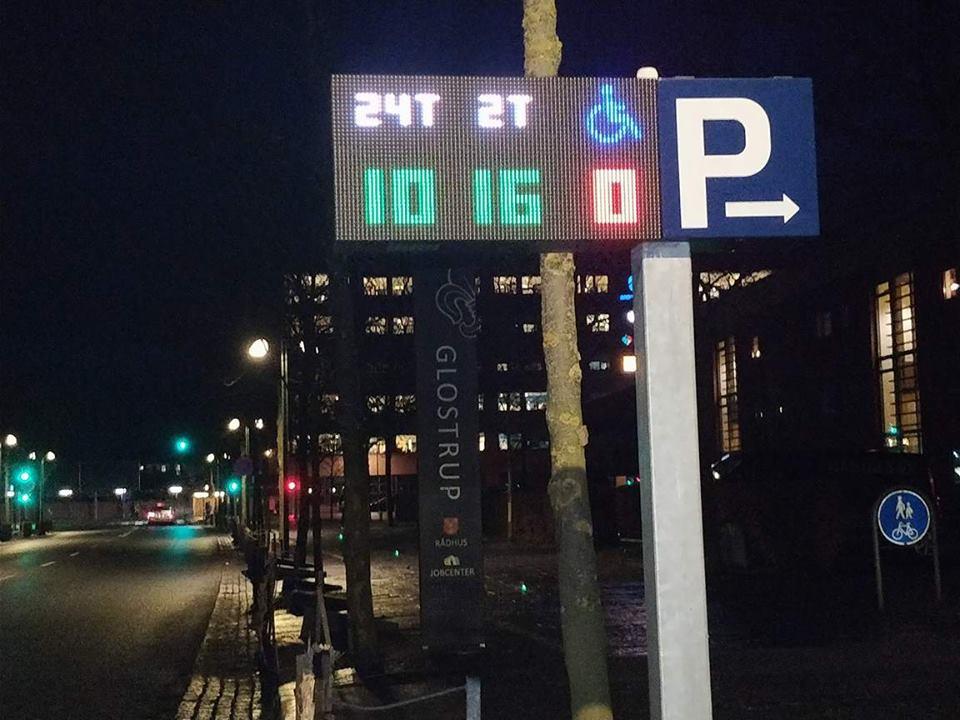 24T 2T P
10 16 0
GLOSTRUP
RÅDHUS
JOBCENTER